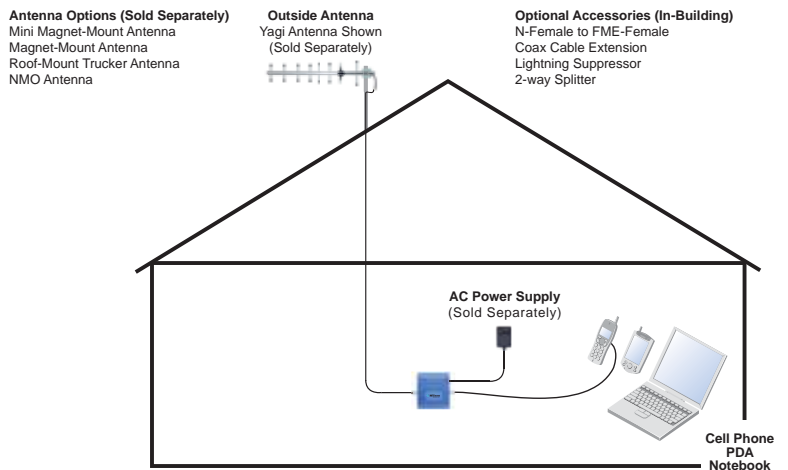 Antenna Options (Sold Separately)
Mini Magnet-Mount Antenna
Magnet-Mount Antenna
Roof-Mount Trucker Antenna
NMO Antenna
Outside Antenna
Yagi Antenna Shown
(Sold Separately)
Optional Accessories (In-Building)
N-Female to FME-Female
Coax Cable Extension
Lightning Suppressor
2-way Splitter
AC Power Supply
(Sold Separately)
Cell Phone
PDA
Notebook